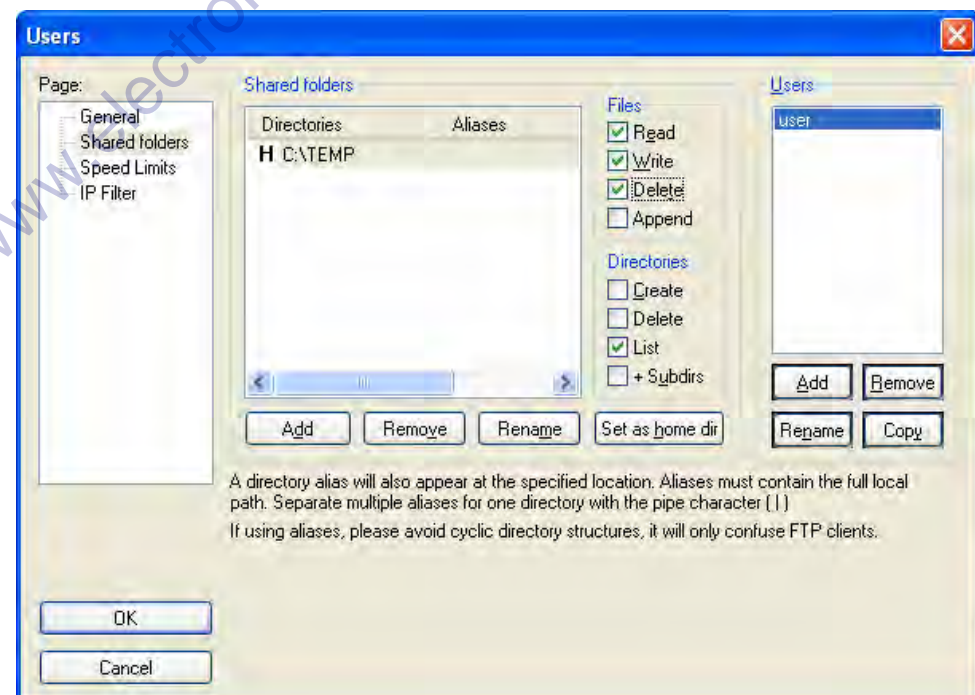 www.electro
Users
Page:
General
Shared folders
Speed Limits
IP Filter
Shared folders
Directories Aliases
H C:\TEMP
Files
Read
Write
Delete
Append
Directories
Create
Delete
List
+ Subdirs
Users
user
Add Remove Rename Set as home dir
Add Remove
Rename Copy
A directory alias will also appear at the specified location. Aliases must contain the full local
path. Separate multiple aliases for one directory with the pipe character ( | )
If using aliases, please avoid cyclic directory structures, it will only confuse FTP clients.
OK
Cancel